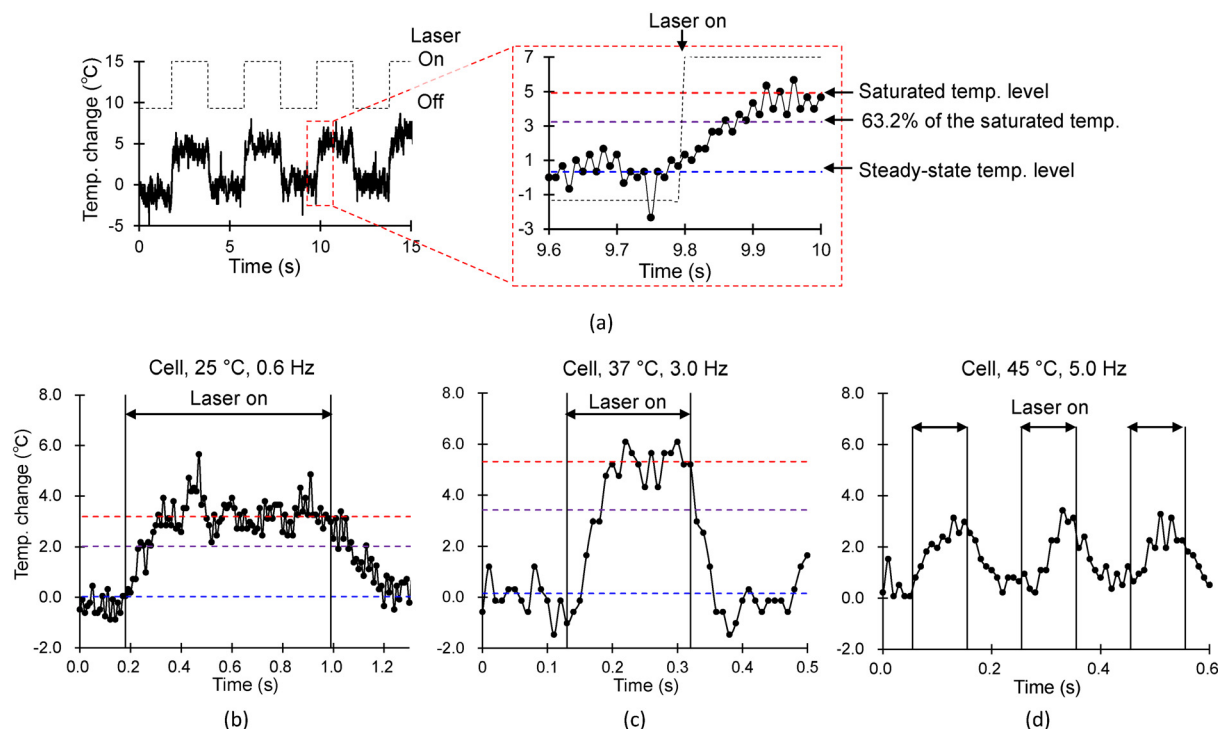 Laser on
Laser
On
Off
Temp. change (°C)
15
10
5
0
-5
0
5
10
15
Time (s)
7
5
3
1
-1
-3
9.6
9.7
9.8
9.9
10
Time (s)
Saturated temp. level
63.2% of the saturated temp.
Steady-state temp. level
(a)
Cell, 25 °C, 0.6 Hz
Laser on
Temp. change (°C)
8.0
6.0
4.0
2.0
0.0
-2.0
0.0
0.2
0.4
0.6
0.8
1.0
1.2
Time (s)
(b)
Cell, 37 °C, 3.0 Hz
Laser on
8.0
6.0
4.0
2.0
0.0
-2.0
0
0.1
0.2
0.3
0.4
0.5
Time (s)
(c)
Cell, 45 °C, 5.0 Hz
Laser on
8.0
6.0
4.0
2.0
0.0
-2.0
0.0
0.2
0.4
0.6
Time (s)
(d)